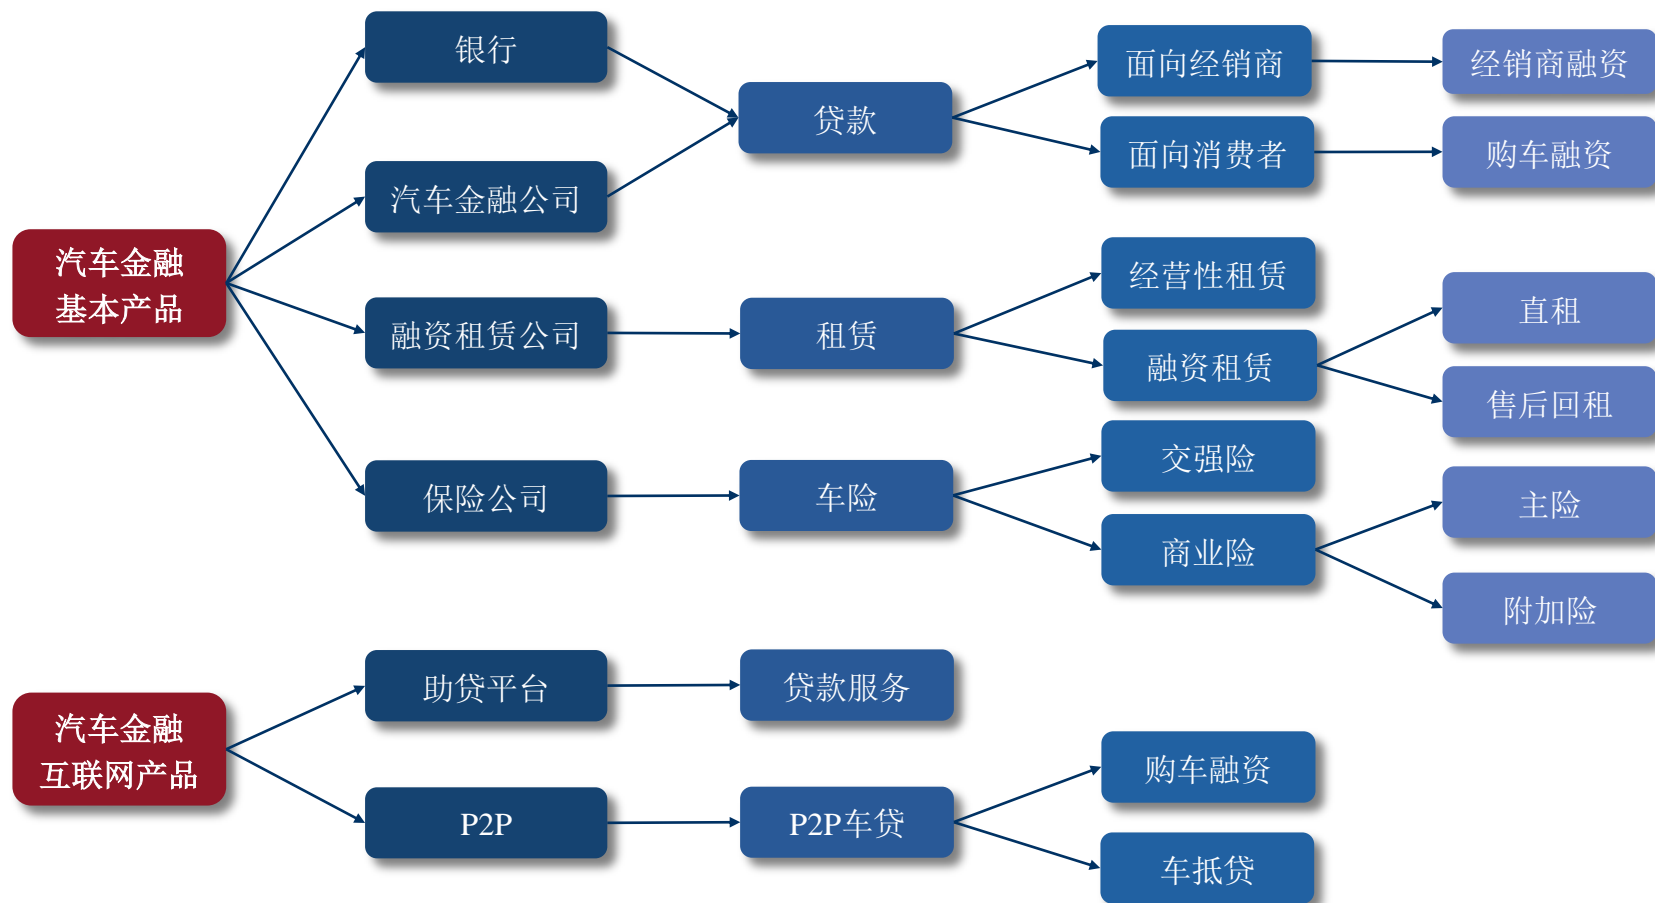 汽车金融
基本产品
银行
汽车金融公司
融资租赁公司
保险公司
贷款
租赁
车险
面向经销商
面向消费者
经营性租赁
融资租赁
交强险
商业险
经销商融资
购车融资
直租
售后回租
主险
附加险
汽车金融
互联网产品
助贷平台
P2P
贷款服务
P2P车贷
购车融资
车抵贷